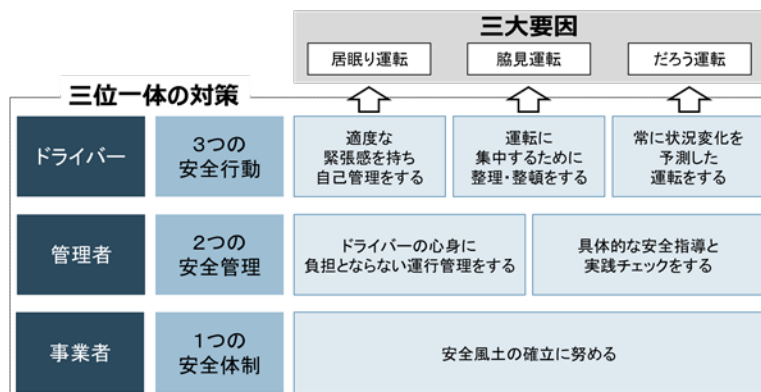 三大要因
居眠り運転
脇見運転
だろう運転
三位一体の対策
ドライバー
3つの
安全行動
適度な
緊張感を持ち
自己管理をする
運転に
集中するために
整理・整頓をする
常に状況変化を
予測した
運転をする
管理者
2つの
安全管理
ドライバーの心身に
負担とならない運行管理をする
具体的な安全指導と
実践チェックをする
事業者
1つの
安全体制
安全風土の確立に努める